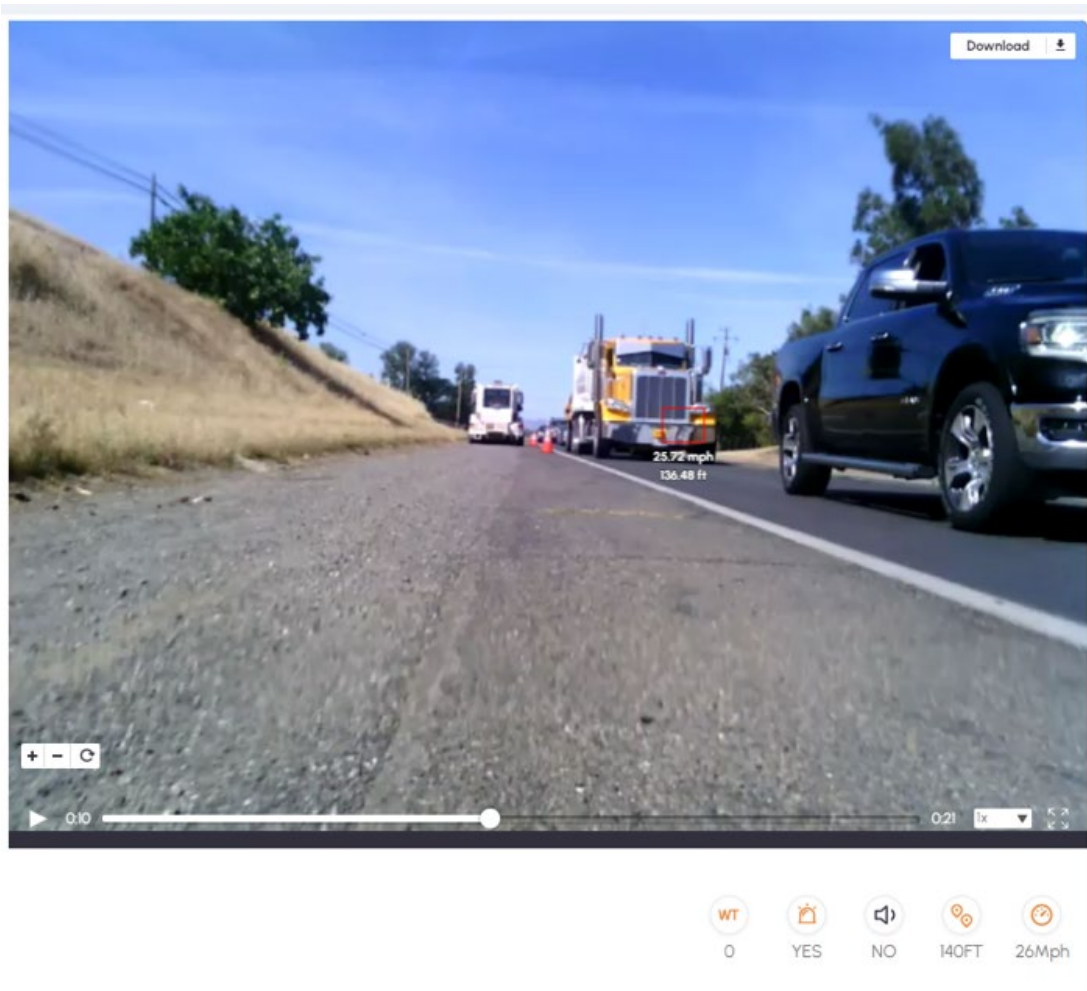 Download
25.72 mph
136.48 ft
+ -
0:10
0:21
1x
WT
0
YES
NO
140FT
26Mph